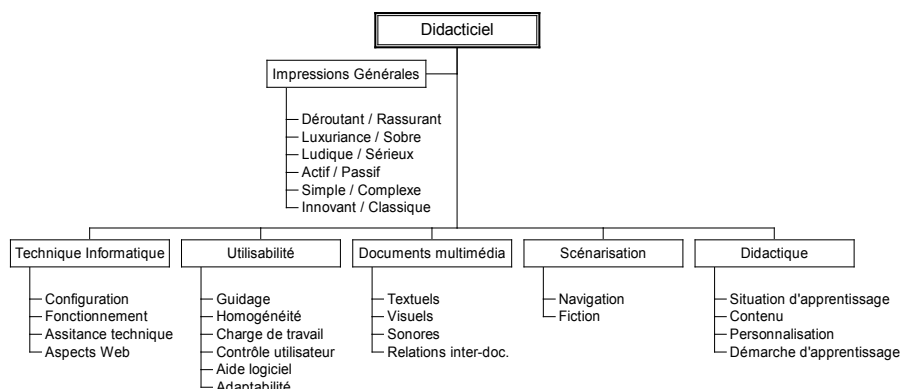 Didacticiel
Impressions Générales
Déroutant / Rassurant
Luxuriance / Sobre
Ludique / Sérieux
Actif / Passif
Simple / Complexe
Innovant / Classique
Technique Informatique
Utilisabilité
Documents multimédia
Scénarisation
Didactique
Configuration
Fonctionnement
Assitance technique
Aspects Web
Guidage
Homogénéité
Charge de travail
Contrôle utilisateur
Aide logiciel
Adaptabilité
Textuels
Visuels
Sonores
Relations inter-doc.
Navigation
Fiction
Situation d'apprentissage
Contenu
Personnalisation
Démarche d'apprentissage